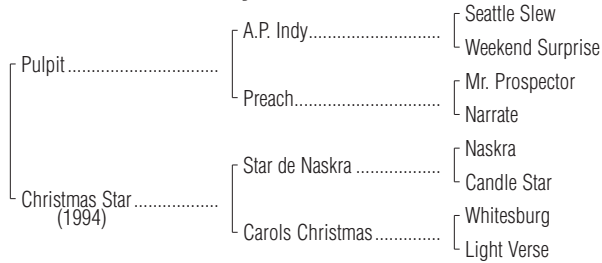 Seattle Slew
A.P. Indy
Weekend Surprise
Pulpit
Mr. Prospector
Preach
Narrate
Naskra
Star de Naskra
Candle Star
Christmas Star
(1994)
Whitesburg
Carols Christmas
Light Verse